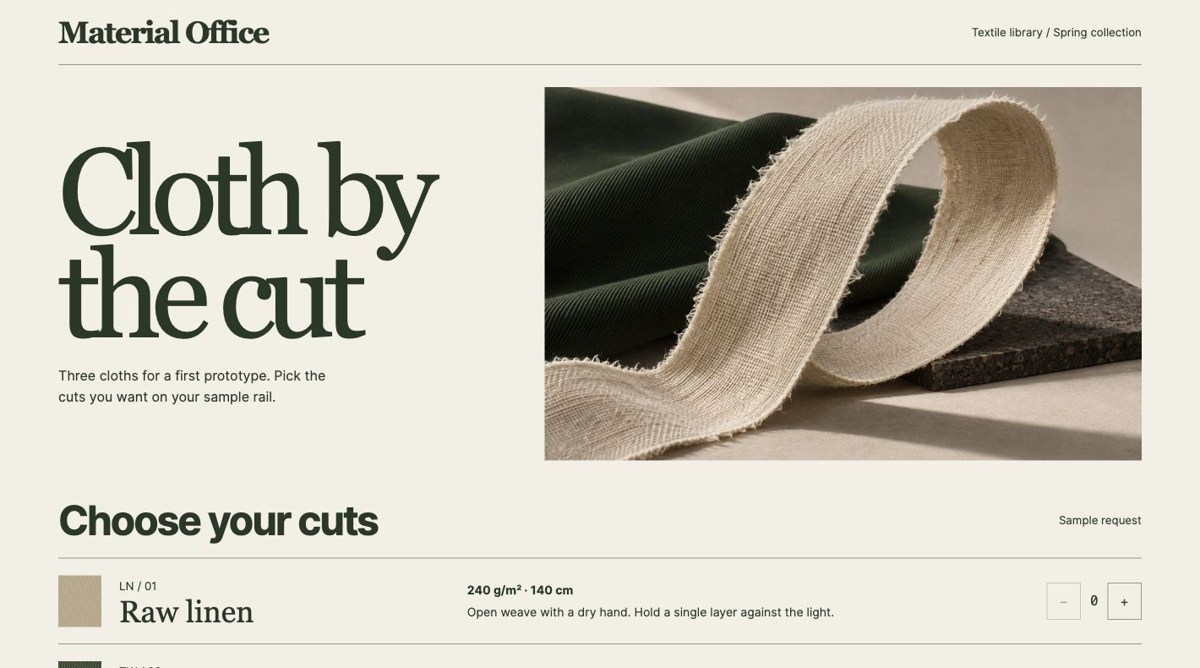 Material Office
Textile library / Spring collection
Cloth by
the cut
Three cloths for a first prototype. Pick the
cuts you want on your sample rail.
Choose your cuts
Sample request
LN / 01
Raw linen
240 g/m² · 140 cm
Open weave with a dry hand. Hold a single layer against the light.
− 0 +